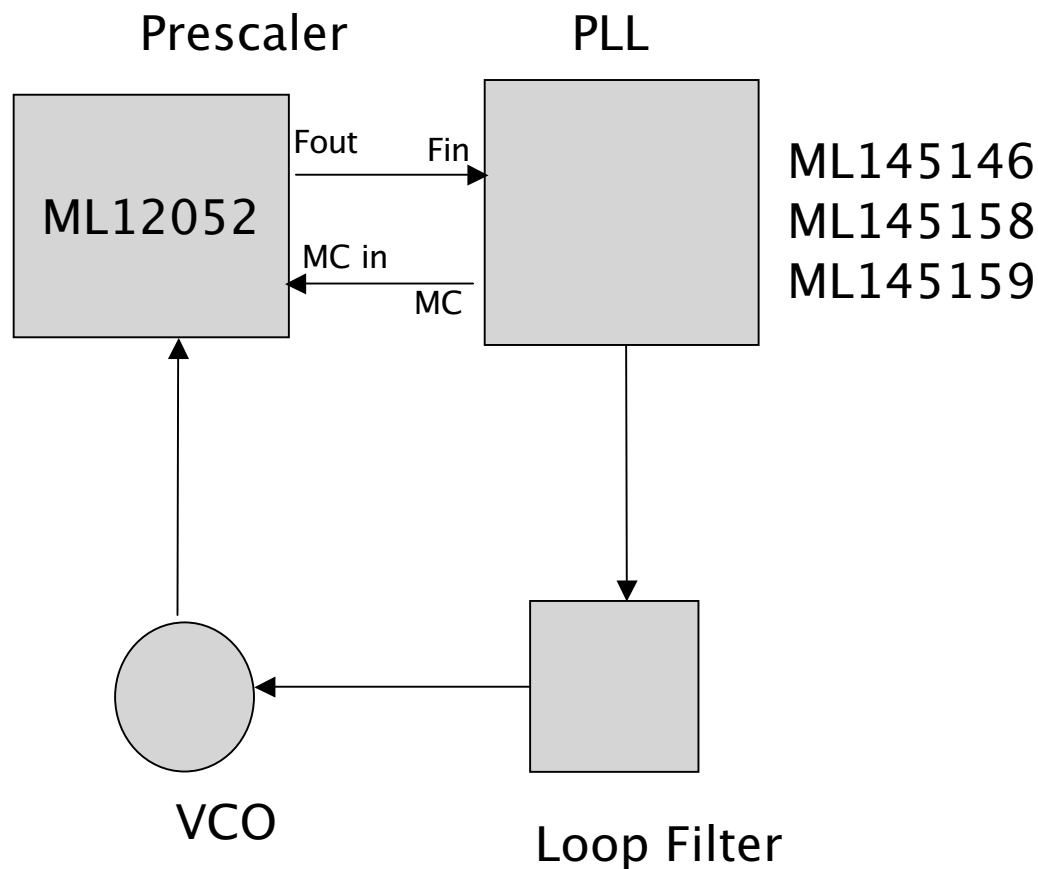 Prescaler
PLL
Fout
Fin
ML12052
MC in
MC
ML145146
ML145158
ML145159
VCO
Loop Filter